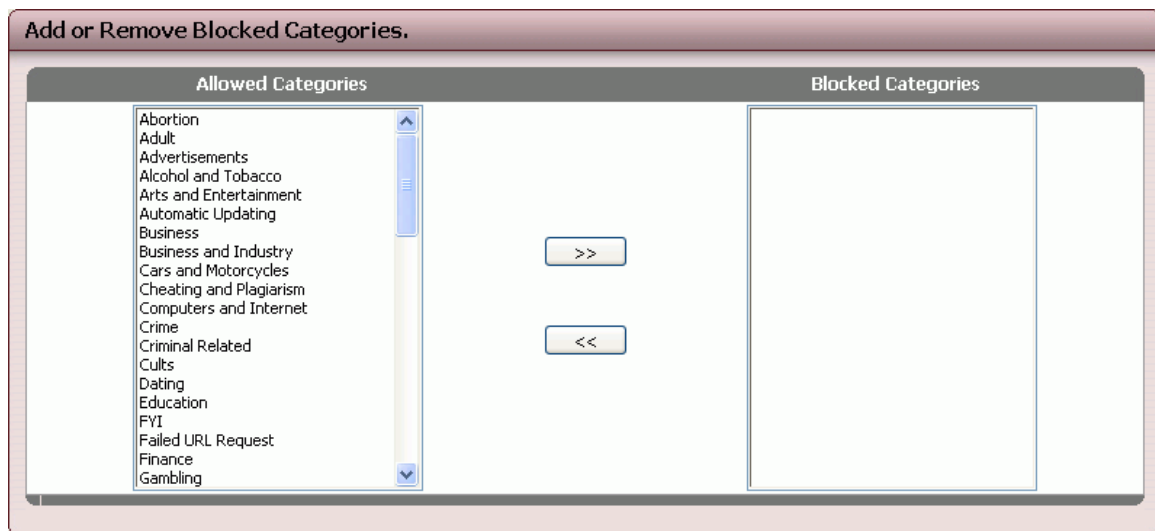 Add or Remove Blocked Categories.
Allowed Categories
Blocked Categories
Abortion
Adult
Advertisements
Alcohol and Tobacco
Arts and Entertainment
Automatic Updating
Business
Business and Industry
Cars and Motorcycles
Cheating and Plagiarism
Computers and Internet
Crime
Criminal Related
Cults
Dating
Education
FYI
Failed URL Request
Finance
Gambling
>>
<<